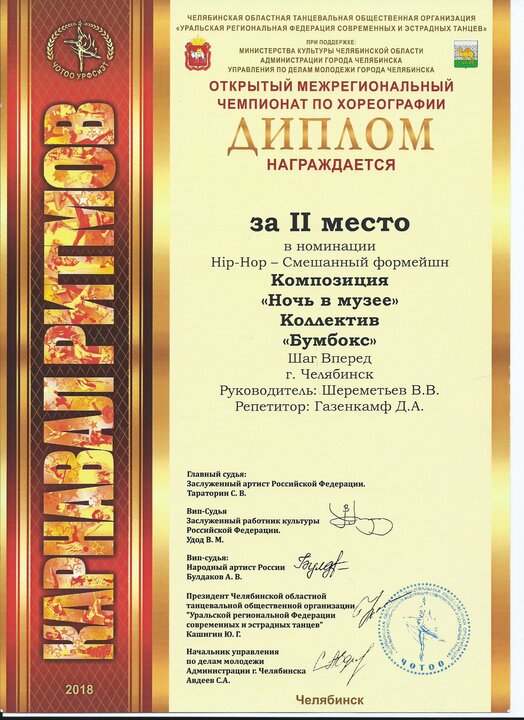 ЧЕЛЯБИНСКАЯ ОБЛАСТНАЯ ТАНЦЕВАЛЬНАЯ ОБЩЕСТВЕННАЯ ОРГАНИЗАЦИЯ
"УРАЛЬСКАЯ РЕГИОНАЛЬНАЯ ФЕДЕРАЦИЯ СОВРЕМЕННЫХ И ЭСТРАДНЫХ ТАНЦЕВ"
ПРИ ПОДДЕРЖКЕ:
МИНИСТЕРСТВА КУЛЬТУРЫ ЧЕЛЯБИНСКОЙ ОБЛАСТИ
АДМИНИСТРАЦИИ ГОРОДА ЧЕЛЯБИНСКА
УПРАВЛЕНИЯ ПО ДЕЛАМ МОЛОДЕЖИ ГОРОДА ЧЕЛЯБИНСКА
ОТКРЫТЫЙ МЕЖРЕГИОНАЛЬНЫЙ
ЧЕМПИОНАТ ПО ХОРЕОГРАФИИ
ДИПЛОМ
НАГРАЖДАЕТСЯ
за II место
в номинации
Hip-Hop – Смешанный формейшн
Композиция
«Ночь в музее»
Коллектив
«Бумбокс»
Шаг Вперед
г. Челябинск
Руководитель: Шереметьев В.В.
Репетитор: Газенкамф Д.А.
Главный судья:
Заслуженный артист Российской Федерации.
Тараторин С. В.
Вип-Судья
Заслуженный работник культуры
Российской Федерации.
Удод В. М.
Вип-судья:
Народный артист России
Булдаков А. В.
Президент Челябинской областной
танцевальной общественной организации
"Уральской региональной Федерации
современных и эстрадных танцев"
Кашигин Ю. Г.
Начальник управления
по делам молодежи
Администрации г. Челябинска
Авдеев С.А.
Челябинск
КАРНАВАЛ РИТМОВ
2018
ЧОТОО УРФСИЭТ
ЧОТОО